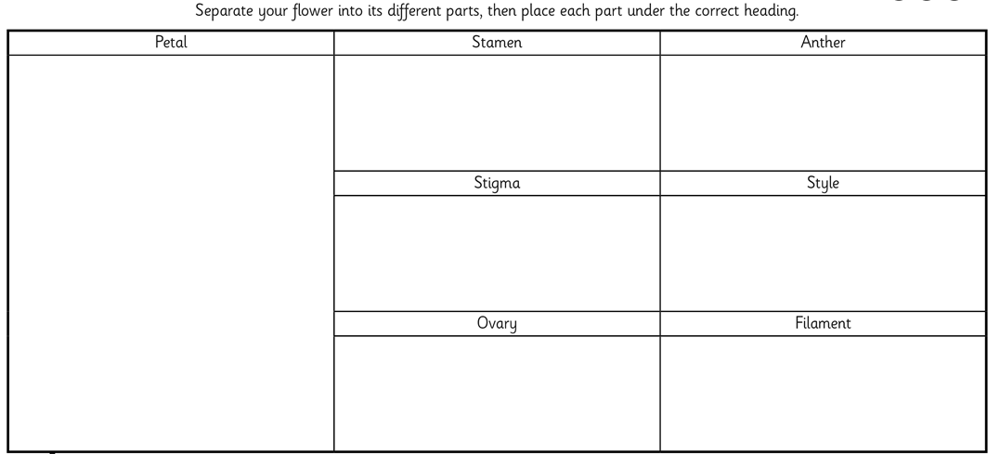 Separate your flower into its different parts, then place each part under the correct heading.
Petal
Stamen
Anther
Stigma
Style
Ovary
Filament